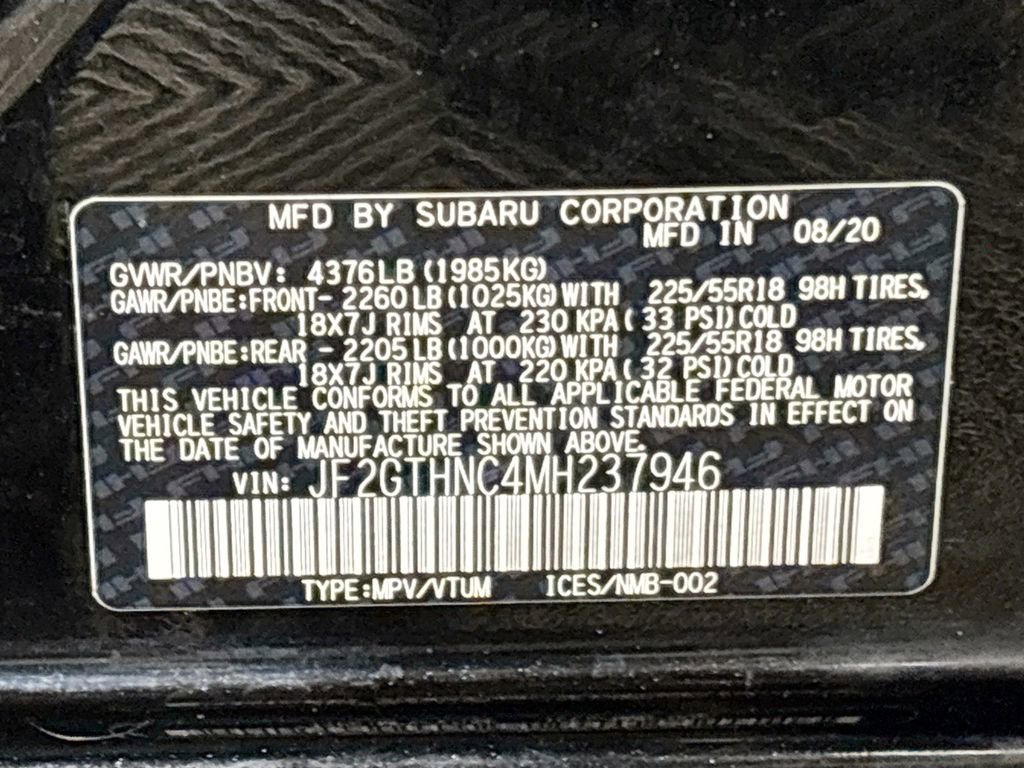 MFD BY SUBARU CORPORATION
MFD IN 08/20
GVWR/PNBV: 4376LB (1985KG)
GAWR/PNBE:FRONT- 2260 LB (1025KG) WITH 225/55R18 98H TIRES,
18X7J RIMS AT 230 KPA( 33 PSI) COLD
GAWR/PNBE:REAR - 2205 LB (1000KG) WITH 225/55R18 98H TIRES,
18X7J RIMS AT 220 KPA( 32 PSI) COLD
THIS VEHICLE CONFORMS TO ALL APPLICABLE FEDERAL MOTOR
VEHICLE SAFETY AND THEFT PREVENTION STANDARDS IN EFFECT ON
THE DATE OF MANUFACTURE SHOWN ABOVE.
VIN: JF2GTHNC4MH237946
TYPE:MPV/VTUM ICES/NMB-002